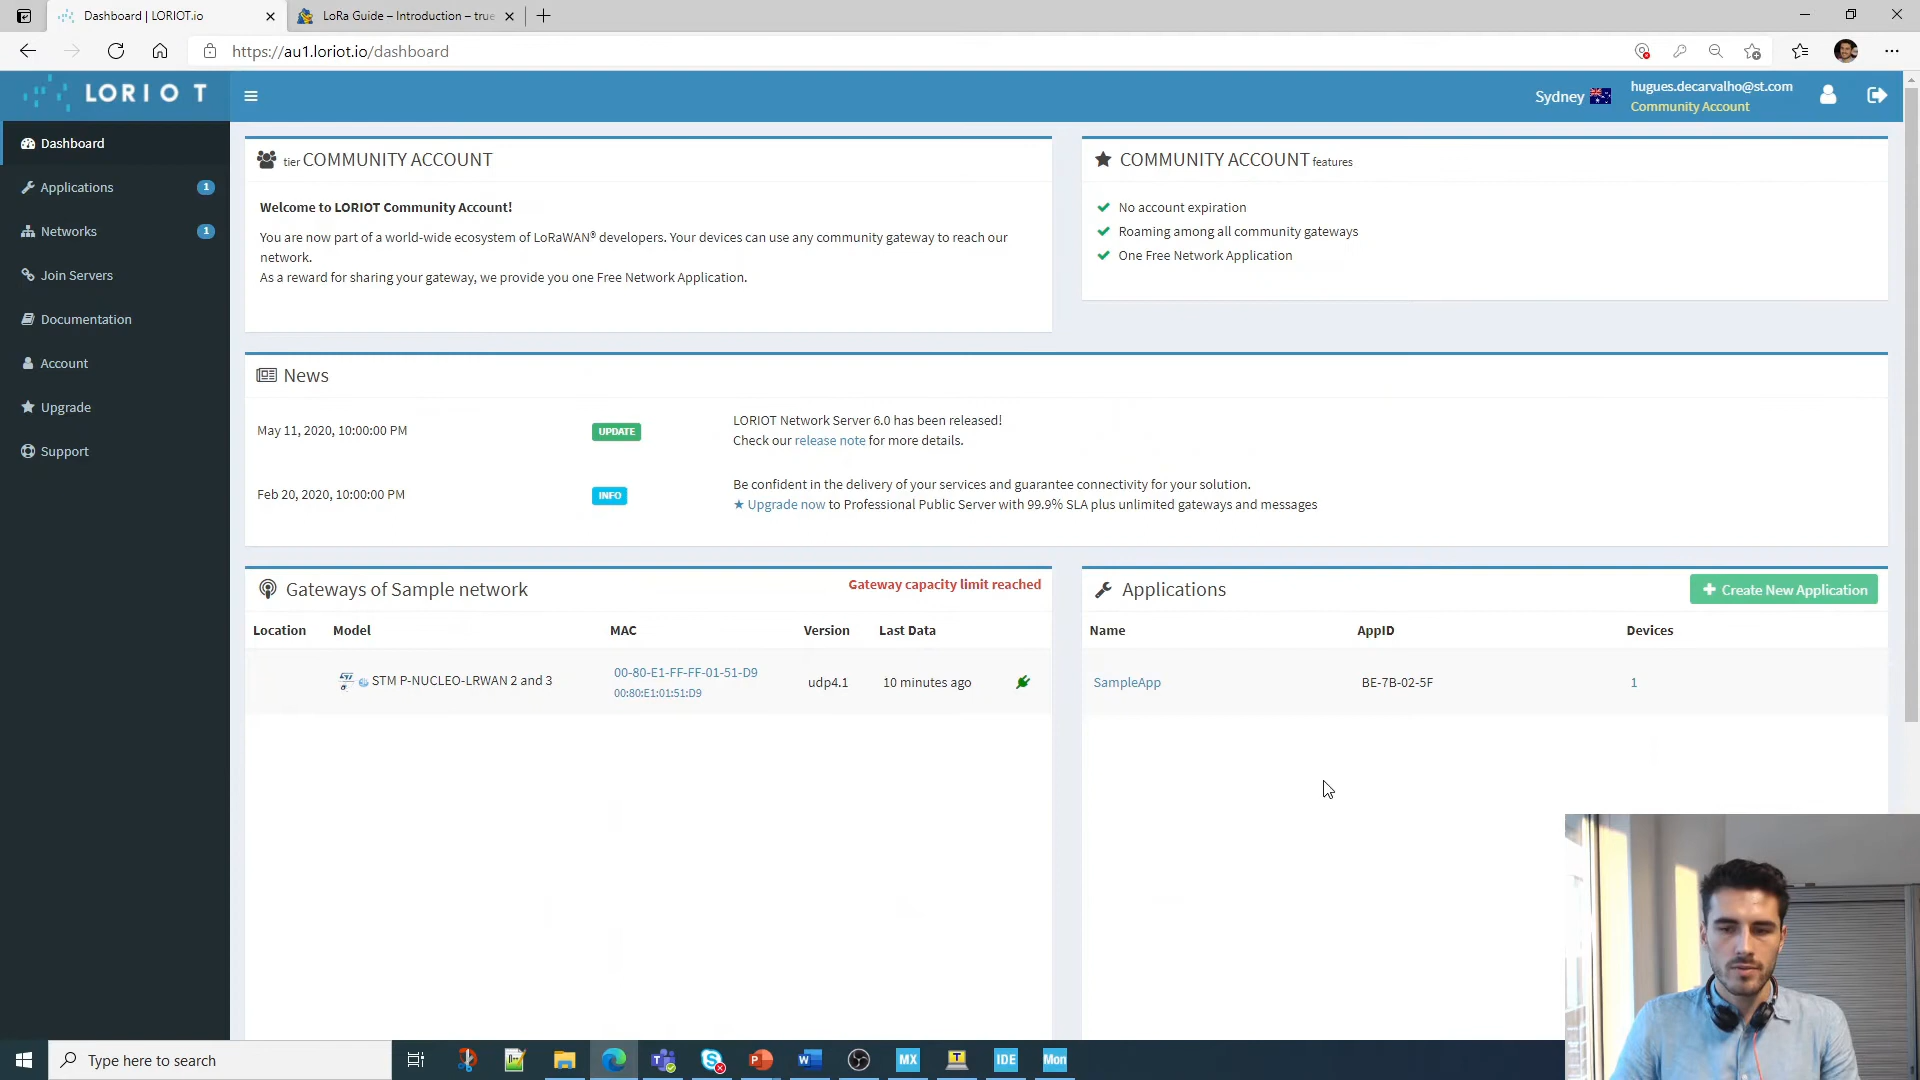 Dashboard | LORIOT.io
LoRa Guide – Introduction – true
https://au1.loriot.io/dashboard
LORIOT
Sydney
hugues.decarvalho@st.com
Community Account
Dashboard
Applications 1
Networks 1
Join Servers
Documentation
Account
Upgrade
Support
tier COMMUNITY ACCOUNT
Welcome to LORIOT Community Account!
You are now part of a world-wide ecosystem of LoRaWAN® developers. Your devices can use any community gateway to reach our
network.
As a reward for sharing your gateway, we provide you one Free Network Application.
COMMUNITY ACCOUNT features
No account expiration
Roaming among all community gateways
One Free Network Application
News
May 11, 2020, 10:00:00 PM
UPDATE
LORIOT Network Server 6.0 has been released!
Check our release note for more details.
Feb 20, 2020, 10:00:00 PM
INFO
Be confident in the delivery of your services and guarantee connectivity for your solution.
★ Upgrade now to Professional Public Server with 99.9% SLA plus unlimited gateways and messages
Gateways of Sample network
Gateway capacity limit reached
Location Model MAC Version Last Data
STM P-NUCLEO-LRWAN 2 and 3
00-80-E1-FF-FF-01-51-D9
00:80:E1:01:51:D9
udp4.1
10 minutes ago
Applications
Create New Application
Name AppID Devices
SampleApp BE-7B-02-5F 1
Type here to search
MX
IDE
Mon